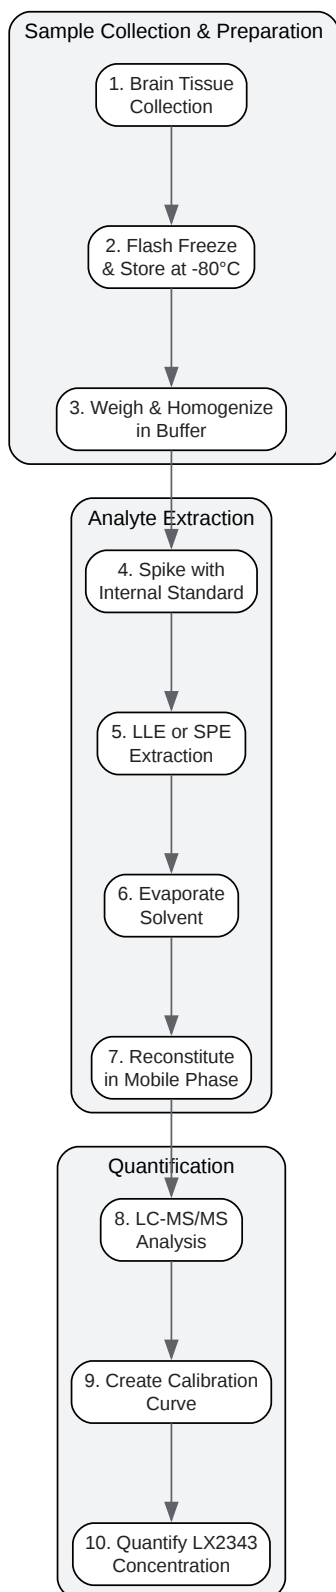 Sample Collection & Preparation
1. Brain Tissue
Collection
2. Flash Freeze
& Store at -80°C
3. Weigh & Homogenize
in Buffer
Analyte Extraction
4. Spike with
Internal Standard
5. LLE or SPE
Extraction
6. Evaporate
Solvent
7. Reconstitute
in Mobile Phase
Quantification
8. LC-MS/MS
Analysis
9. Create Calibration
Curve
10. Quantify LX2343
Concentration